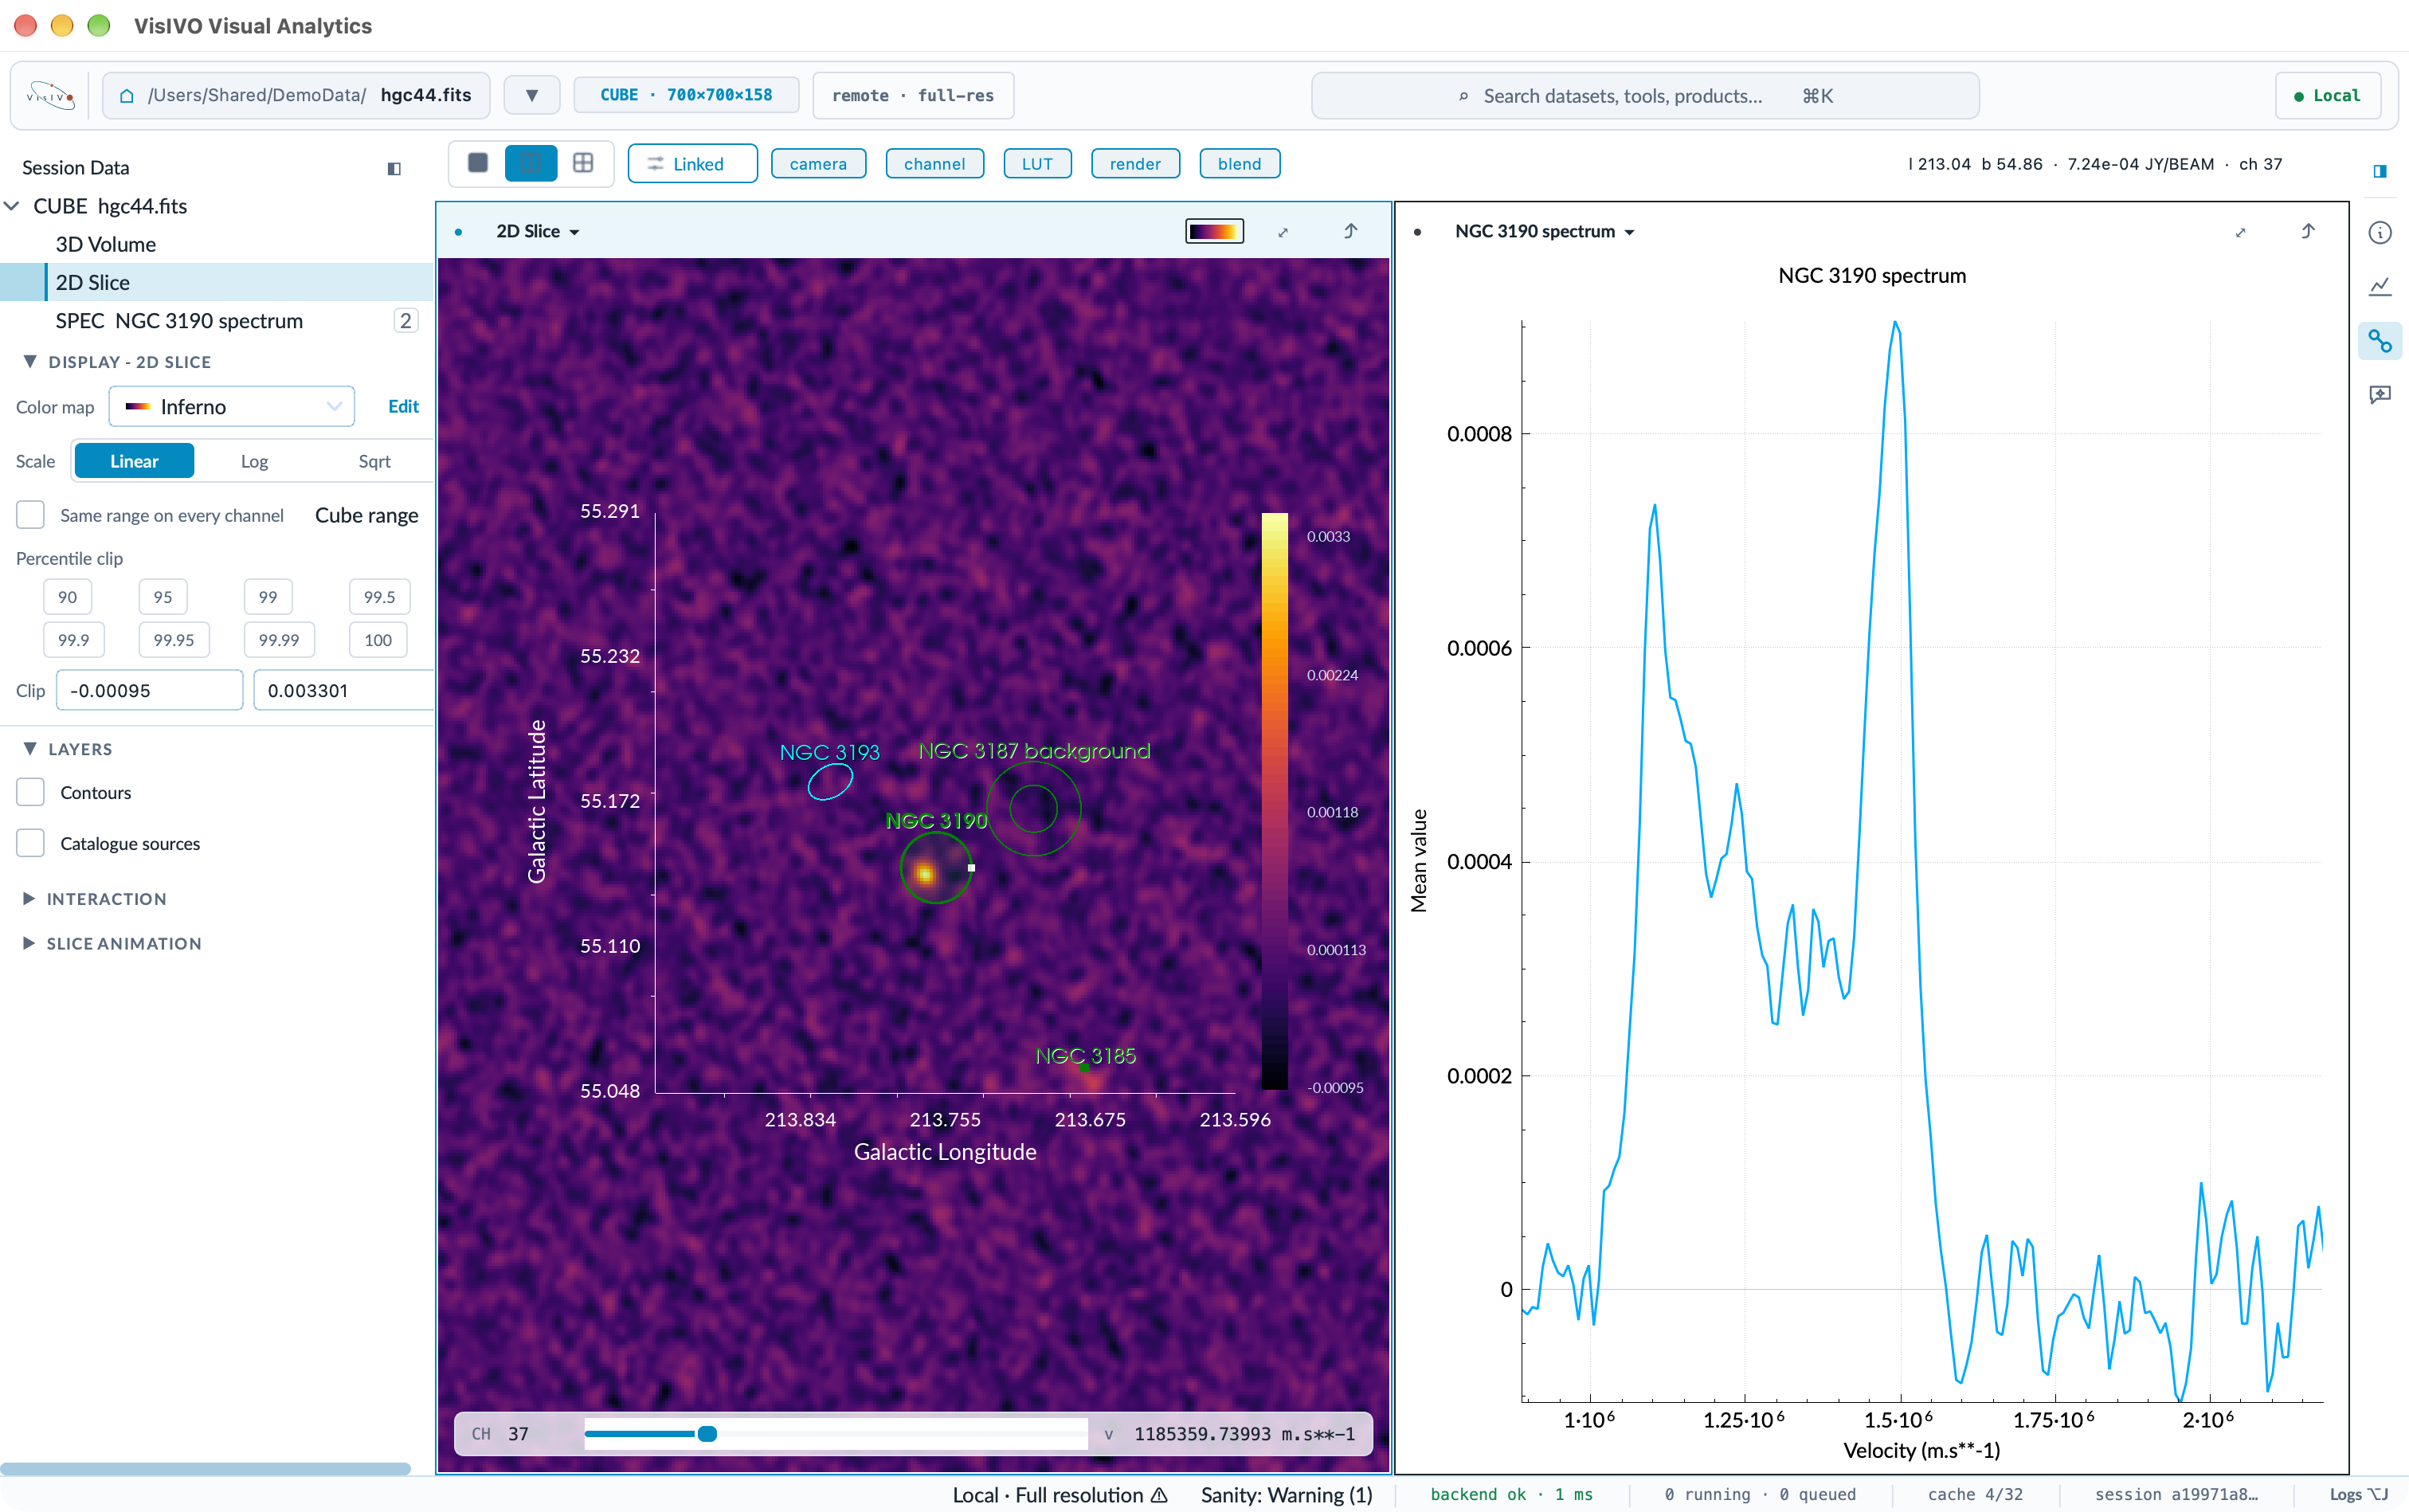 VisIVO Visual Analytics
VisIVO
/Users/Shared/DemoData/ hgc44.fits
▼
CUBE · 700×700×158
remote · full-res
Search datasets, tools, products... ⌘K
● Local
Session Data
Linked
camera
channel
LUT
render
blend
l 213.04 b 54.86 · 7.24e-04 JY/BEAM · ch 37
CUBE hgc44.fits
3D Volume
2D Slice
SPEC NGC 3190 spectrum 2
DISPLAY - 2D SLICE
Color map Inferno Edit
Scale Linear Log Sqrt
Same range on every channel Cube range
Percentile clip
90 95 99 99.5
99.9 99.95 99.99 100
Clip -0.00095 0.003301
LAYERS
Contours
Catalogue sources
INTERACTION
SLICE ANIMATION
2D Slice
55.291
55.232
55.172
55.110
55.048
Galactic Latitude
213.834 213.755 213.675 213.596
Galactic Longitude
NGC 3193
NGC 3187 background
NGC 3190
NGC 3185
0.0033
0.00224
0.00118
0.000113
-0.00095
CH 37 v 1185359.73993 m.s**-1
NGC 3190 spectrum
NGC 3190 spectrum
0.0008
0.0006
0.0004
0.0002
0
Mean value
1·10⁶ 1.25·10⁶ 1.5·10⁶ 1.75·10⁶ 2·10⁶
Velocity (m.s**-1)
Local · Full resolution ⚠ Sanity: Warning (1) backend ok · 1 ms 0 running · 0 queued cache 4/32 session a19971a8… Logs ⌥J